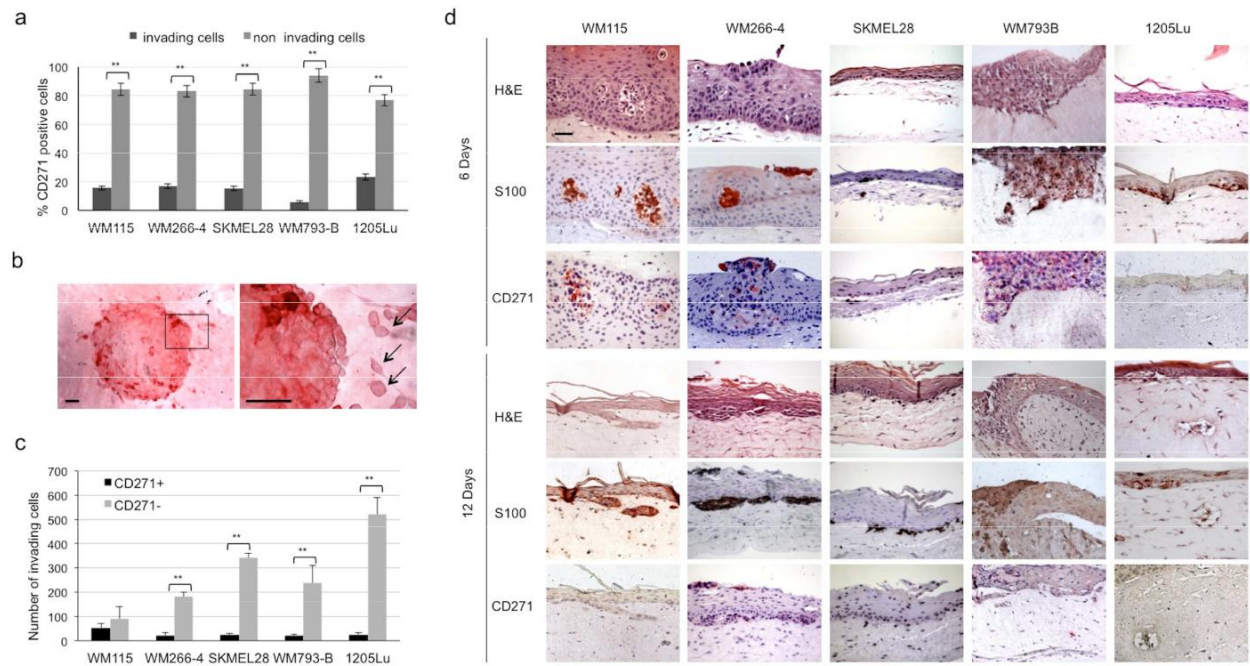 a
invading cells non invading cells
% CD271 positive cells
100
80
60
40
20
0
** ** ** ** **
WM115 WM266-4 SKMEL28 WM793-B 1205Lu
b
c
Number of invading cells
700
600
500
400
300
200
100
0
CD271+
CD271-
** ** ** **
WM115 WM266-4 SKMEL28 WM793-B 1205Lu
d
WM115 WM266-4 SKMEL28 WM793B 1205Lu
6 Days
H&E
S100
CD271
12 Days
H&E
S100
CD271